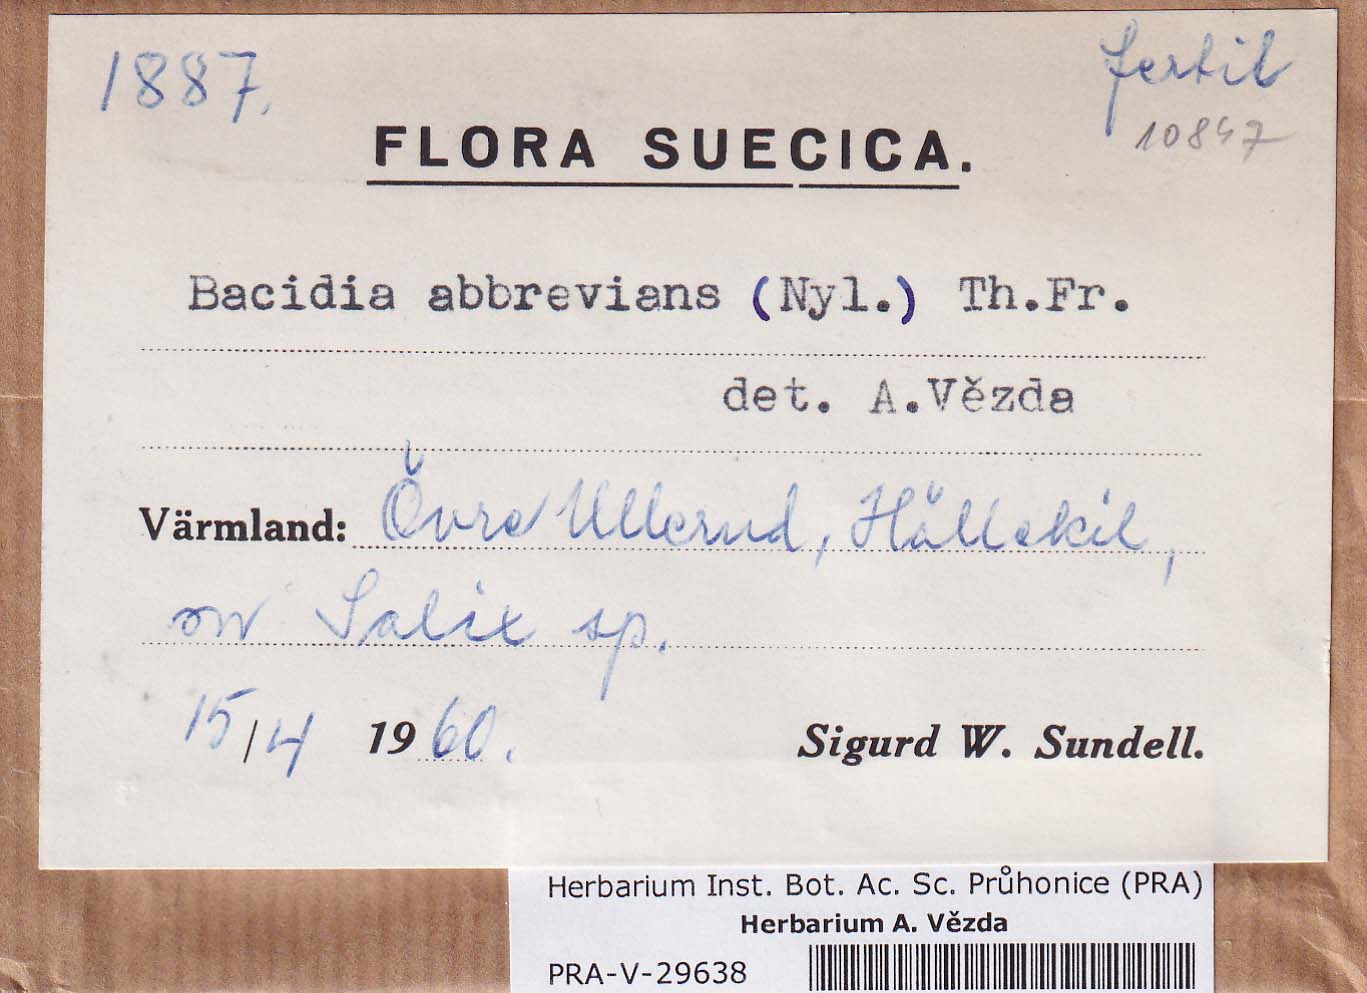 1887.
fertil
10847
FLORA SUECICA.
Bacidia abbrevians (Nyl.) Th.Fr.
det. A.Vězda
Värmland: Övre Ullerud, Hällekil,
on Salix sp.
15/4 1960.
Sigurd W. Sundell.
Herbarium Inst. Bot. Ac. Sc. Průhonice (PRA)
Herbarium A. Vězda
PRA-V-29638